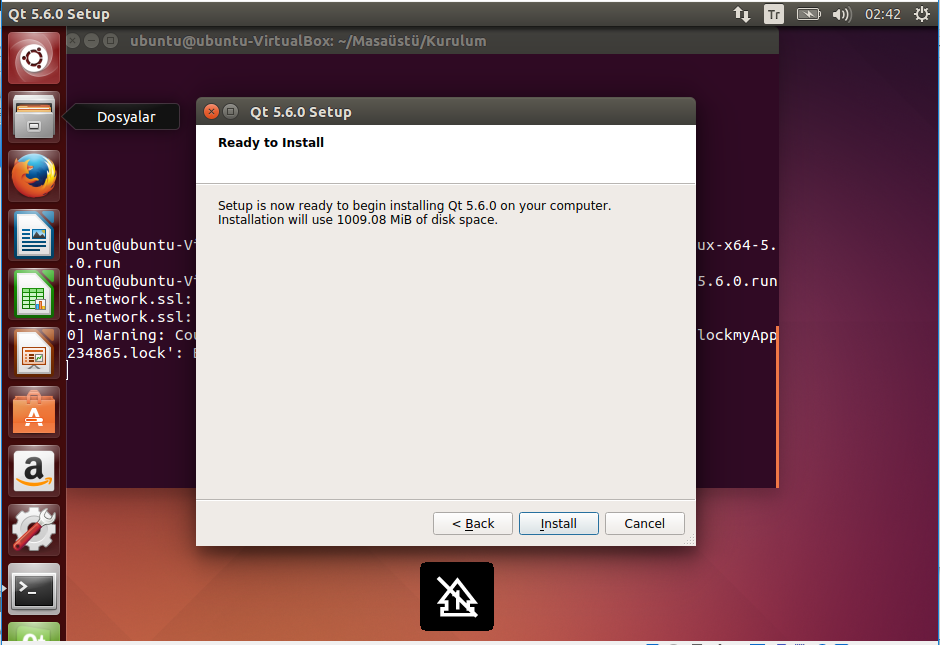 Qt 5.6.0 Setup
Tr
02:42
ubuntu@ubuntu-VirtualBox: ~/Masaüstü/Kurulum
Dosyalar
Qt 5.6.0 Setup
Ready to Install
Setup is now ready to begin installing Qt 5.6.0 on your computer.
Installation will use 1009.08 MiB of disk space.
buntu@ubuntu-V ux-x64-5.
.0.run
buntu@ubuntu-V 5.6.0.run
t.network.ssl:
t.network.ssl:
0] Warning: Cou lockmyApp
234865.lock':
< Back
Install
Cancel
Qt